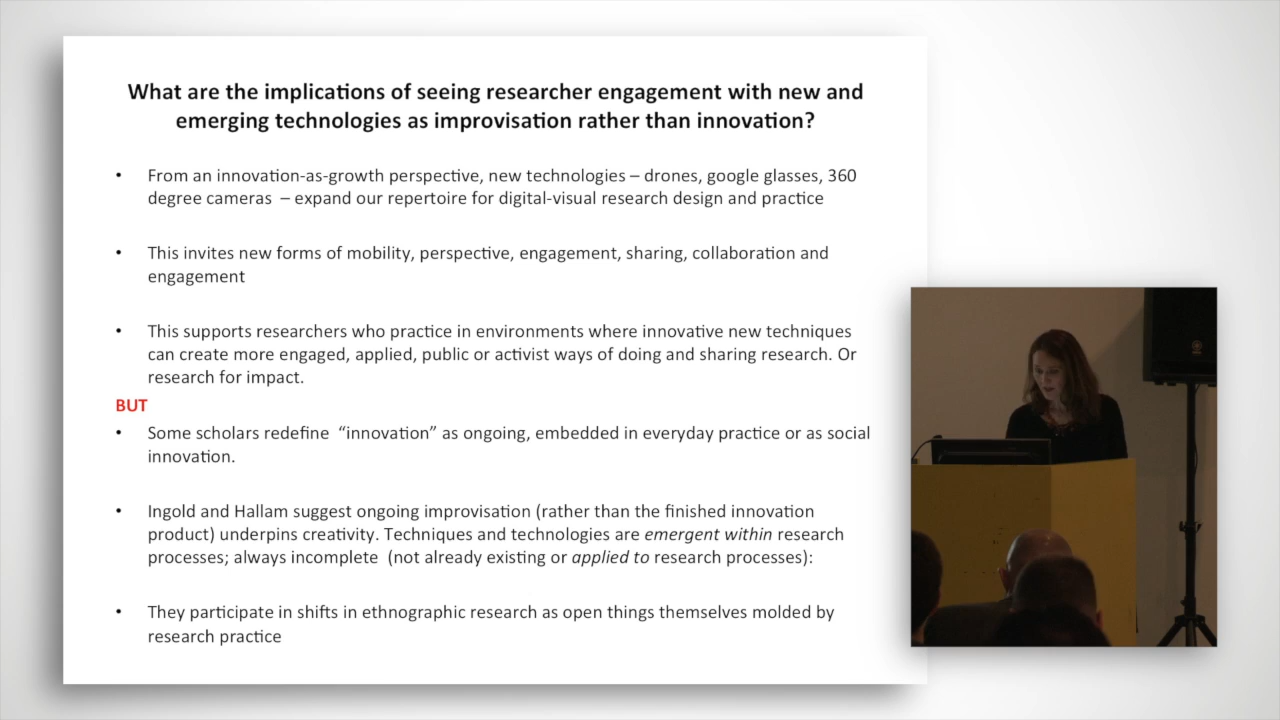 What are the implications of seeing researcher engagement with new and
emerging technologies as improvisation rather than innovation?
• From an innovation-as-growth perspective, new technologies – drones, google glasses, 360
degree cameras – expand our repertoire for digital-visual research design and practice
• This invites new forms of mobility, perspective, engagement, sharing, collaboration and
engagement
• This supports researchers who practice in environments where innovative new techniques
can create more engaged, applied, public or activist ways of doing and sharing research. Or
research for impact.
BUT
• Some scholars redefine “innovation” as ongoing, embedded in everyday practice or as social
innovation.
• Ingold and Hallam suggest ongoing improvisation (rather than the finished innovation
product) underpins creativity. Techniques and technologies are emergent within research
processes; always incomplete (not already existing or applied to research processes):
• They participate in shifts in ethnographic research as open things themselves molded by
research practice